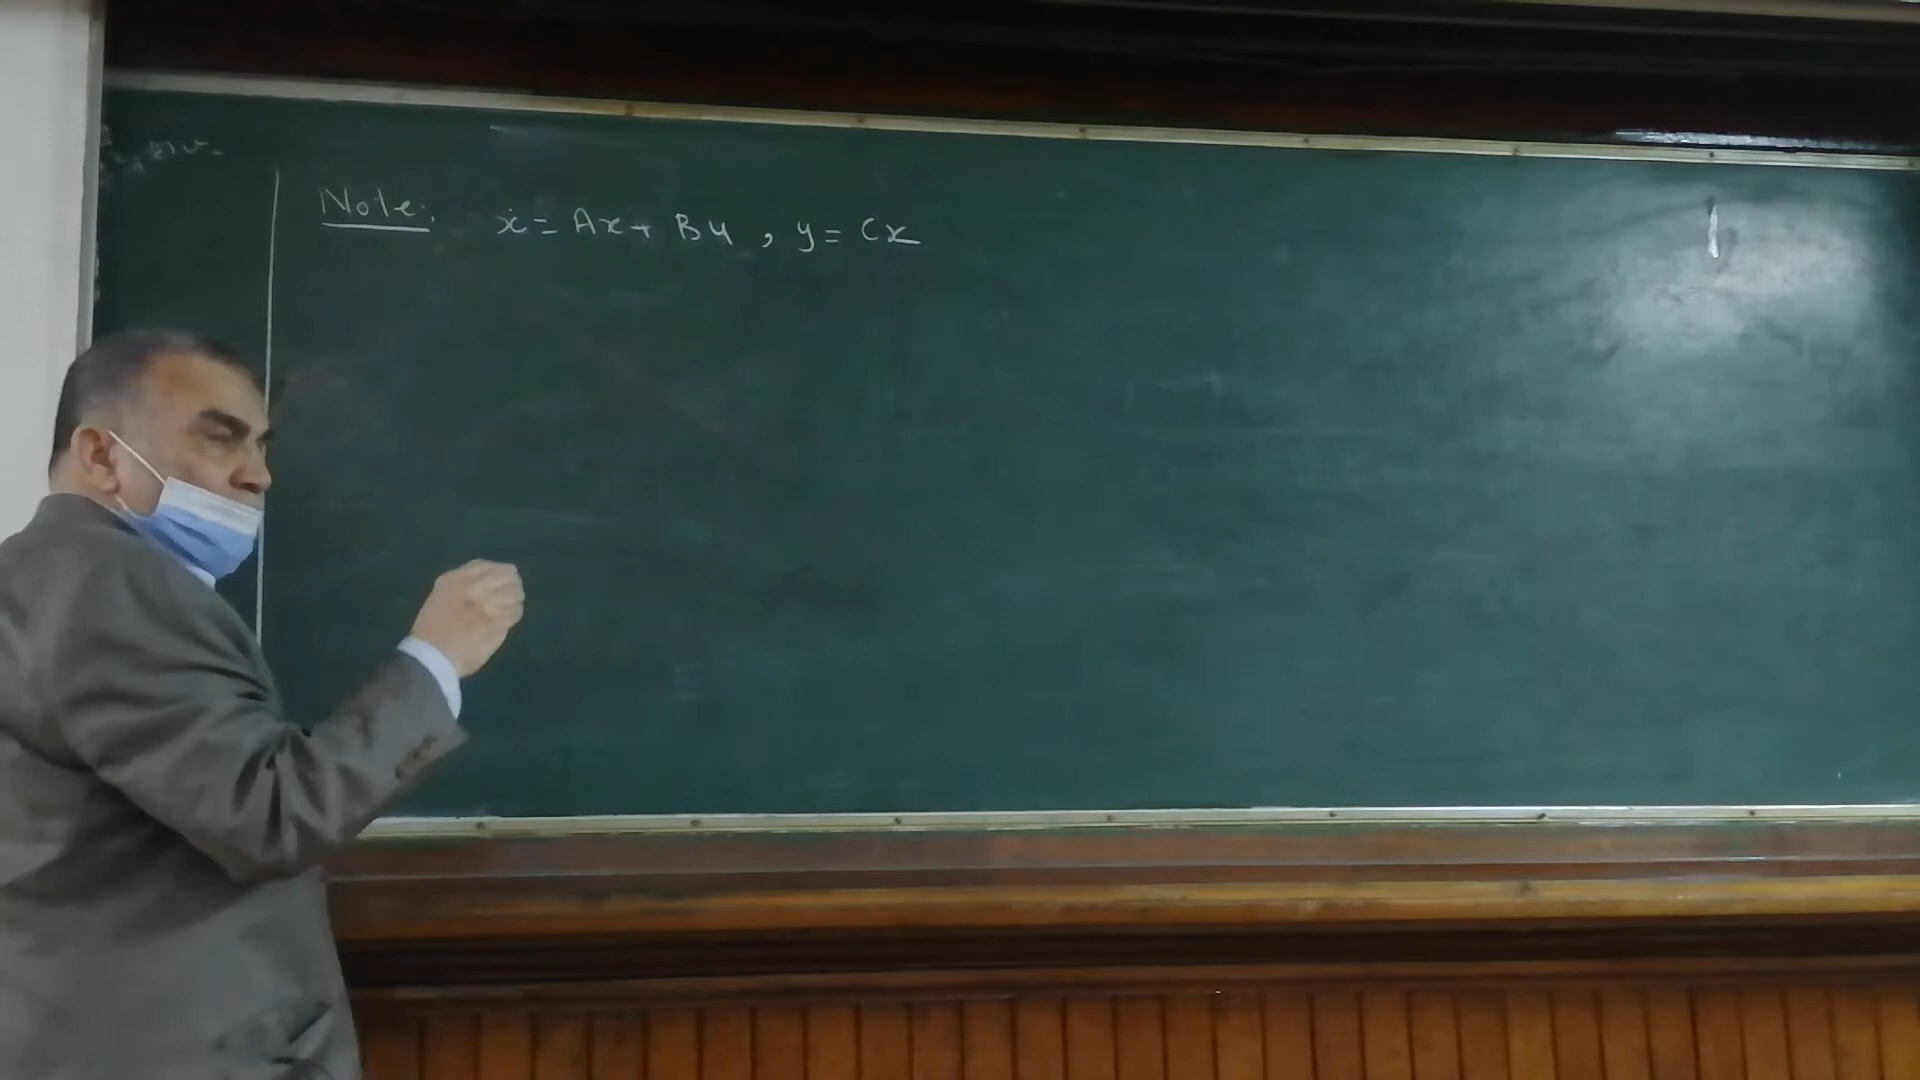 Note: ẋ = Ax + Bu , y = Cx